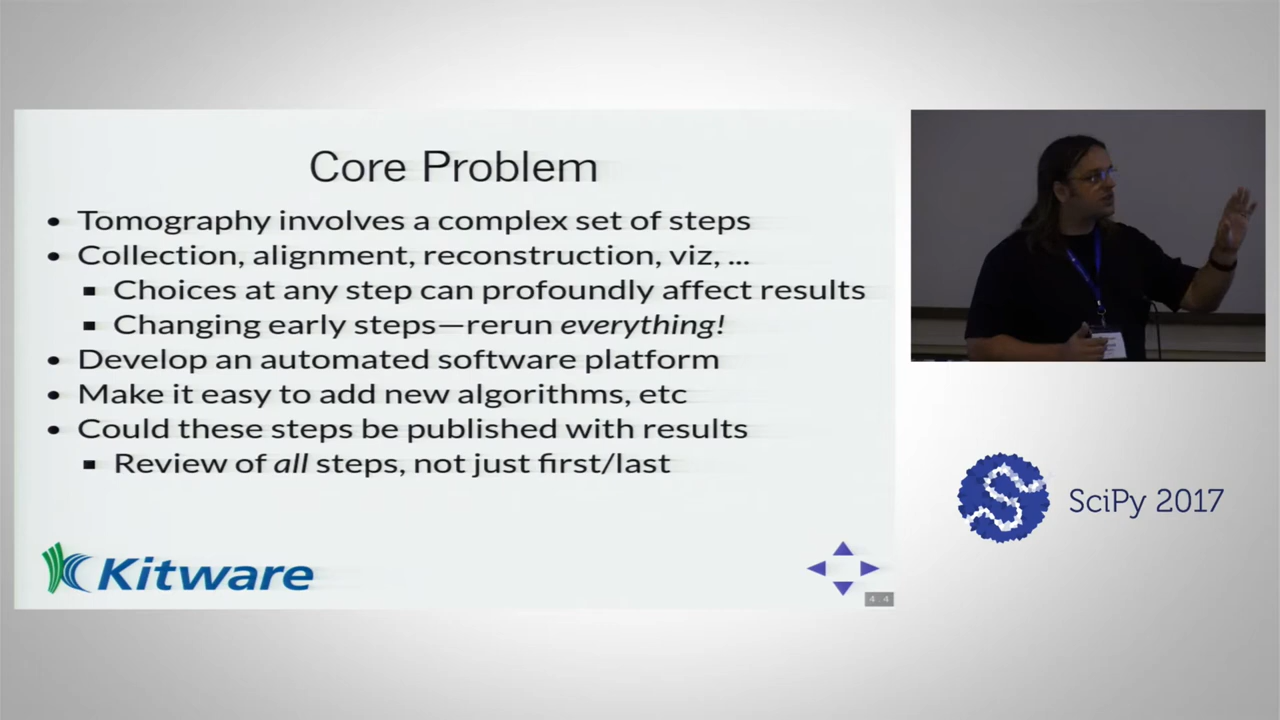 Core Problem
• Tomography involves a complex set of steps
• Collection, alignment, reconstruction, viz, ...
▪ Choices at any step can profoundly affect results
▪ Changing early steps—rerun everything!
• Develop an automated software platform
• Make it easy to add new algorithms, etc
• Could these steps be published with results
▪ Review of all steps, not just first/last
Kitware
4.4
SciPy 2017